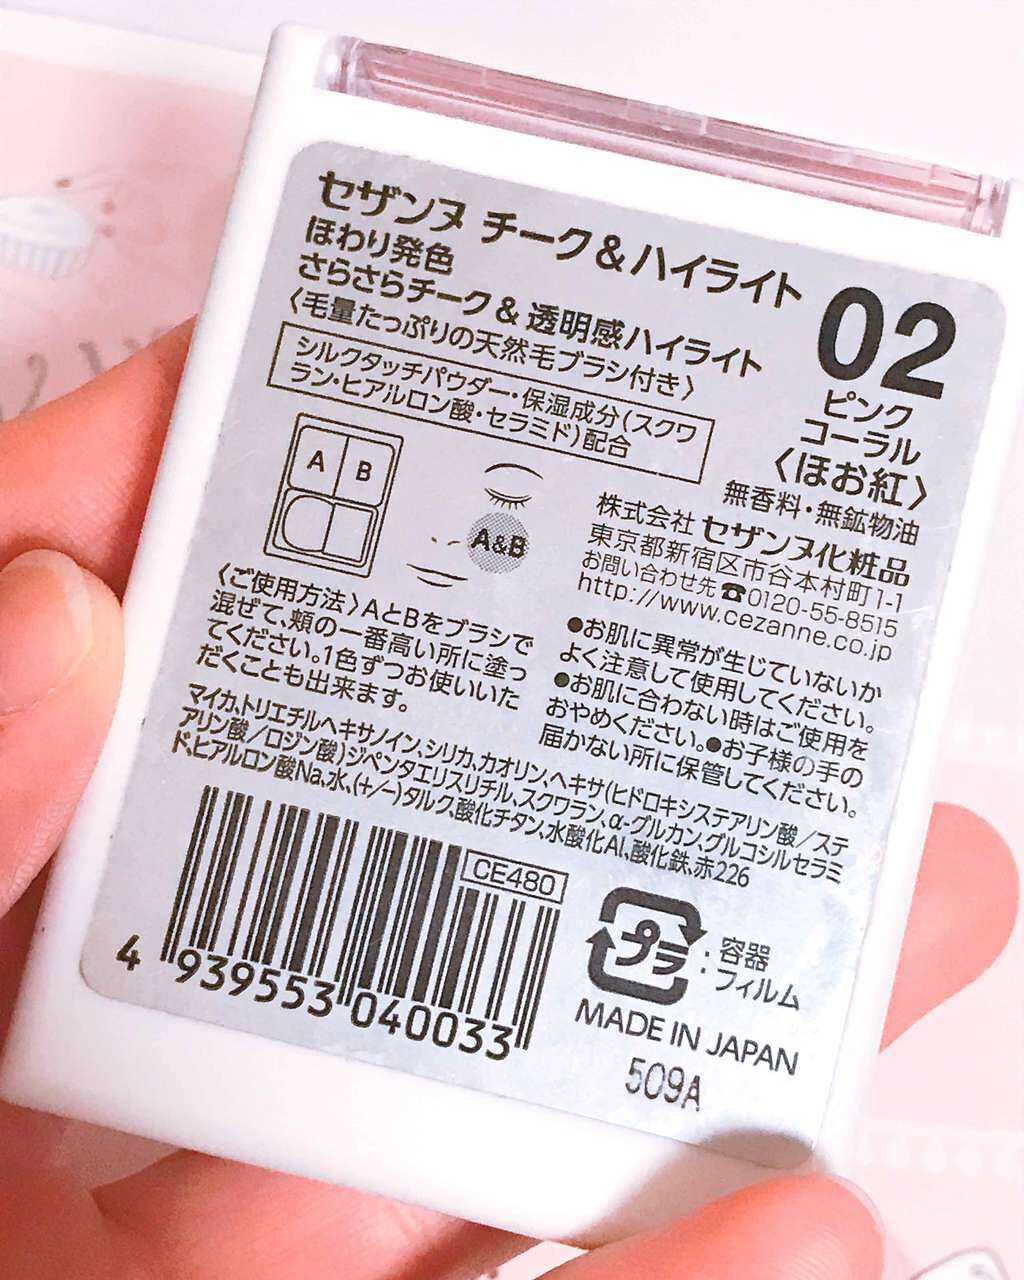 セザンヌ チーク&ハイライト
ほわり発色
さらさらチーク&透明感ハイライト
〈毛量たっぷりの天然毛ブラシ付き〉
シルクタッチパウダー・保湿成分(スクワ
ラン・ヒアルロン酸・セラミド)配合
02
ピンク
コーラル
〈ほお紅〉
無香料・無鉱物油
A B
A&B
株式会社 セザンヌ化粧品
東京都新宿区市谷本村町1-1
お問い合わせ先☎0120-55-8515
http://www.cezanne.co.jp
〈ご使用方法〉AとBをブラシで
混ぜて、頬の一番高い所に塗っ
てください。1色ずつお使いいた
だくことも出来ます。
●お肌に異常が生じていないか
よく注意して使用してください。
●お肌に合わない時はご使用を
おやめください。●お子様の手の
届かない所に保管してください。
マイカ、トリエチルヘキサノイン、シリカ、カオリン、ヘキサ(ヒドロキシステアリン酸/ステ
アリン酸/ロジン酸)ジペンタエリスリチル、スクワラン、α-グルカン、グルコシルセラミ
ド、ヒアルロン酸Na、水、(+/-)タルク、酸化チタン、水酸化Al、酸化鉄、赤226
CE480
4 939553 040033
プラ
:容器
:フィルム
MADE IN JAPAN
509A